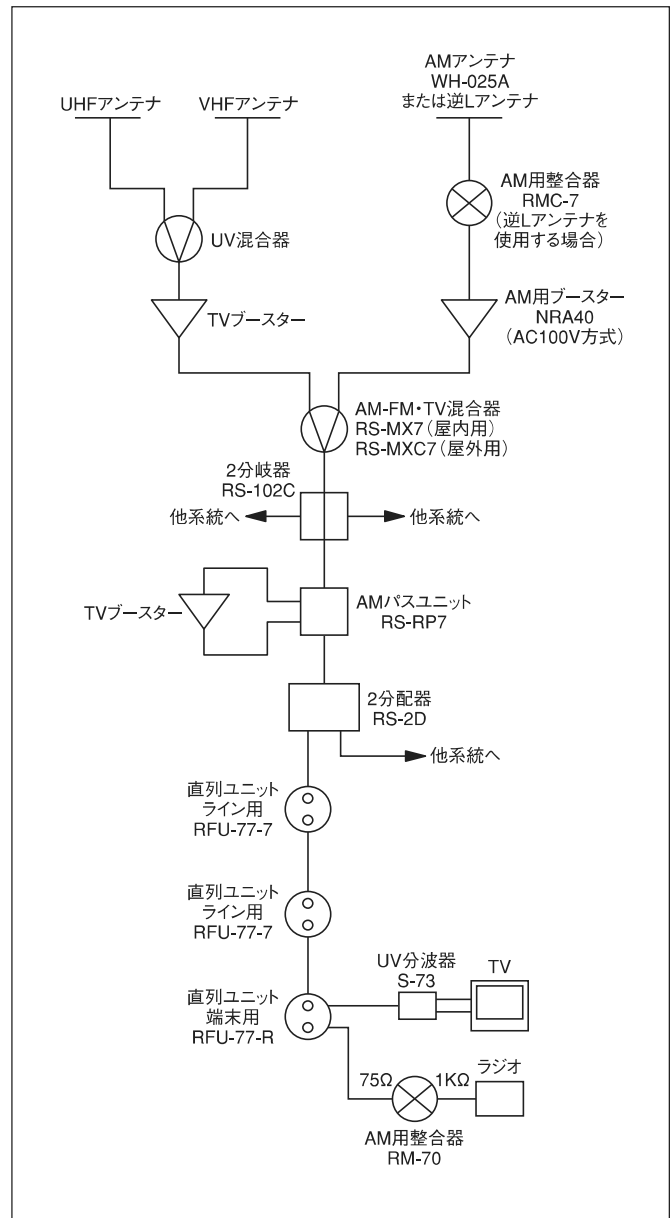 UHFアンテナ
VHFアンテナ
AMアンテナ
WH-025A
または逆Lアンテナ
AM用整合器
RMC-7
(逆Lアンテナを
使用する場合)
UV混合器
TVブースター
AM用ブースター
NRA40
(AC100V方式)
AM-FM・TV混合器
RS-MX7(屋内用)
RS-MXC7(屋外用)
2分岐器
RS-102C
他系統へ
他系統へ
TVブースター
AMパスユニット
RS-RP7
2分配器
RS-2D
他系統へ
直列ユニット
ライン用
RFU-77-7
直列ユニット
ライン用
RFU-77-7
UV分波器
S-73
TV
直列ユニット
端末用
RFU-77-R
75Ω
1KΩ
ラジオ
AM用整合器
RM-70